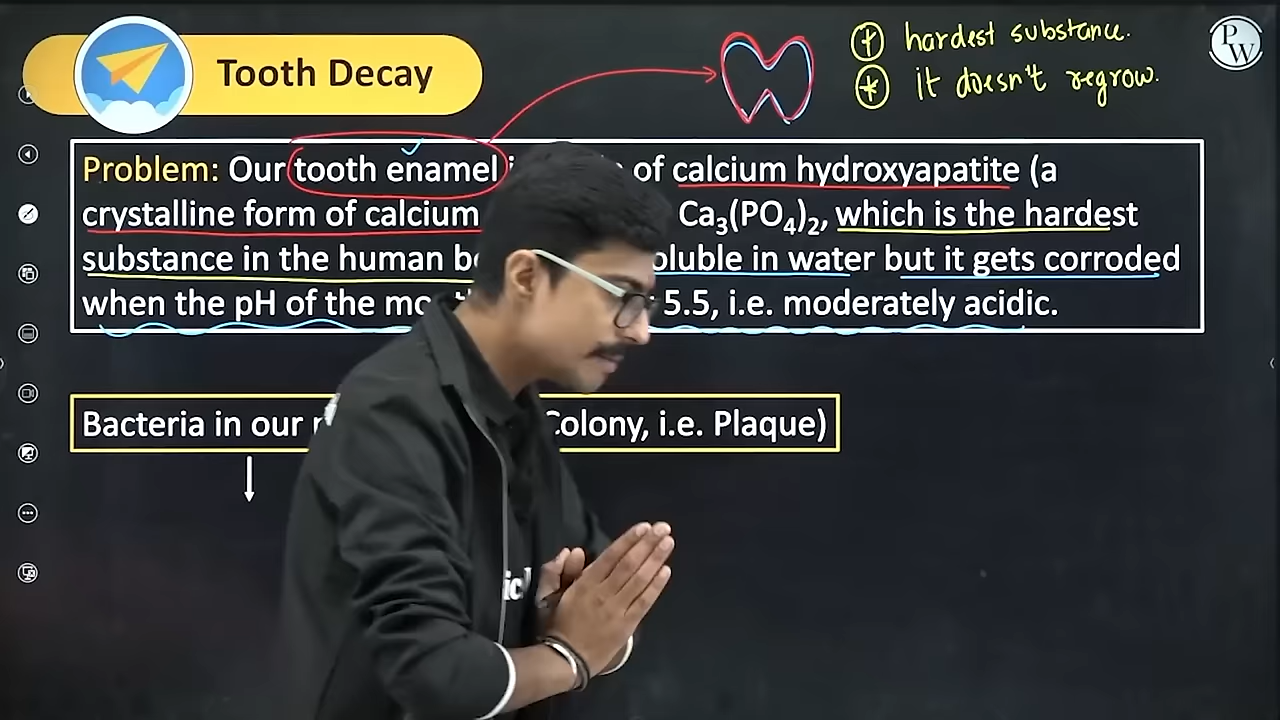 Tooth Decay
* hardest substance.
* it doesn't regrow.
PW
Problem: Our tooth enamel of calcium hydroxyapatite (a
crystalline form of calcium Ca₃(PO₄)₂, which is the hardest
substance in the human in water but it gets corroded
when the pH of the 5.5, i.e. moderately acidic.
Bacteria in our Colony, i.e. Plaque)